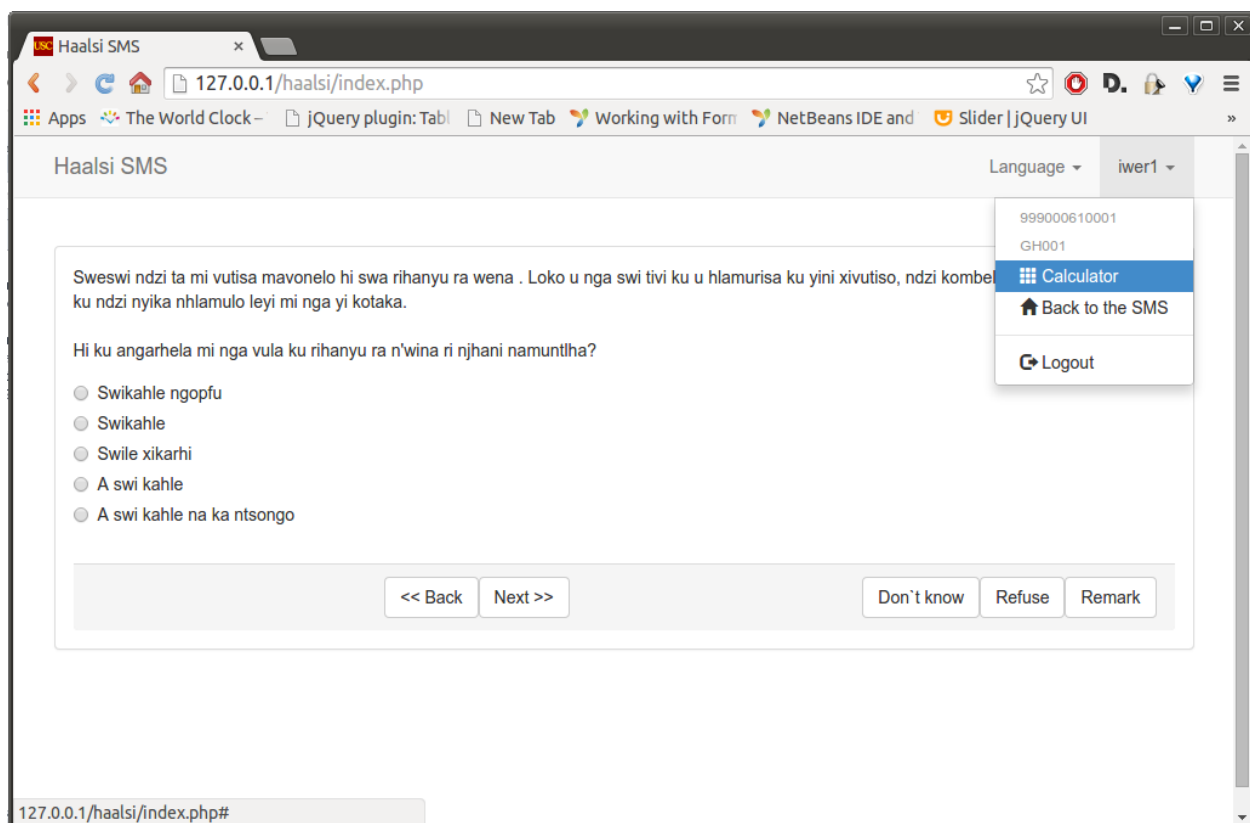 USC Haalsi SMS ×
127.0.0.1/haalsi/index.php
D.
Apps The World Clock – jQuery plugin: Tabl New Tab Working with Form NetBeans IDE and Slider | jQuery UI »
Haalsi SMS Language iwer1
999000610001
GH001
Calculator
Back to the SMS
Logout
Sweswi ndzi ta mi vutisa mavonelo hi swa rihanyu ra wena . Loko u nga swi tivi ku u hlamurisa ku yini xivutiso, ndzi kombel
ku ndzi nyika nhlamulo leyi mi nga yi kotaka.
Hi ku angarhela mi nga vula ku rihanyu ra n'wina ri njhani namuntlha?
Swikahle ngopfu
Swikahle
Swile xikarhi
A swi kahle
A swi kahle na ka ntsongo
<< Back Next >> Don`t know Refuse Remark
127.0.0.1/haalsi/index.php#